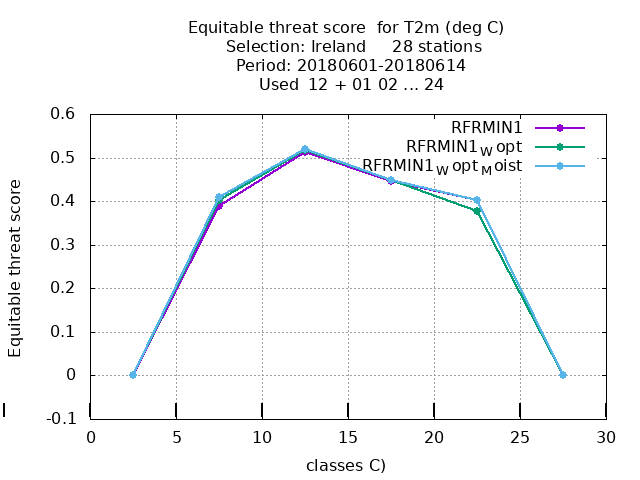 Equitable threat score for T2m (deg C)
Selection: Ireland 28 stations
Period: 20180601-20180614
Used 12 + 01 02 ... 24
0.6
0.5
0.4
0.3
0.2
0.1
0
-0.1
Equitable threat score
RFRMIN1
RFRMIN1Wopt
RFRMIN1WoptMoist
0 5 10 15 20 25 30
classes C)